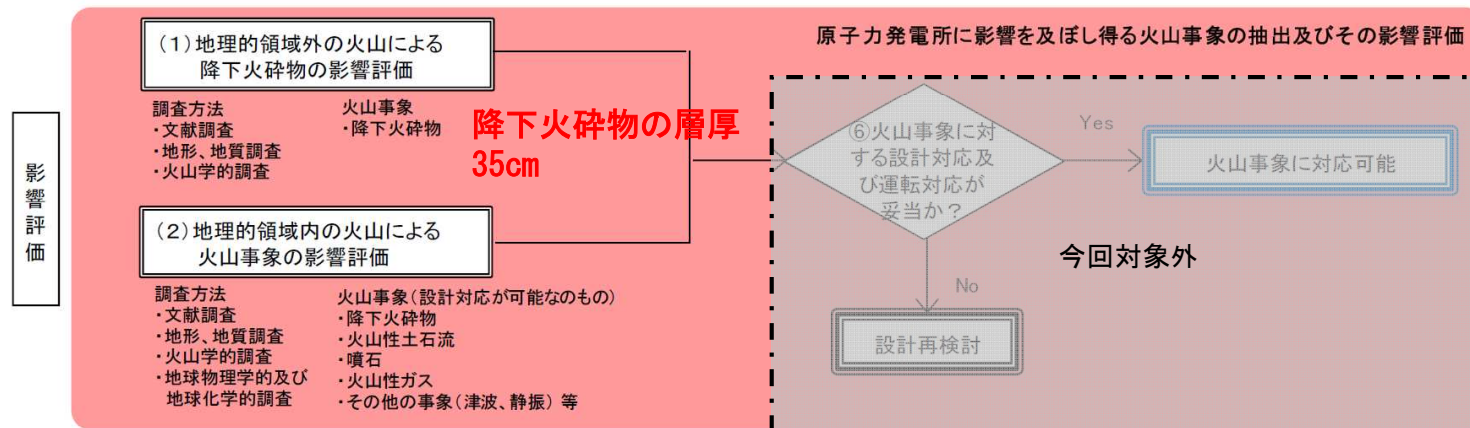 影響評価
(1)地理的領域外の火山による
降下火砕物の影響評価
調査方法
・文献調査
・地形、地質調査
・火山学的調査
火山事象
・降下火砕物
降下火砕物の層厚
35cm
(2)地理的領域内の火山による
火山事象の影響評価
調査方法
・文献調査
・地形、地質調査
・火山学的調査
・地球物理学的及び
地球化学的調査
火山事象(設計対応が可能なのもの)
・降下火砕物
・火山性土石流
・噴石
・火山性ガス
・その他の事象(津波、静振) 等
原子力発電所に影響を及ぼし得る火山事象の抽出及びその影響評価
⑥火山事象に対
する設計対応及
び運転対応が
妥当か?
Yes
火山事象に対応可能
今回対象外
No
設計再検討